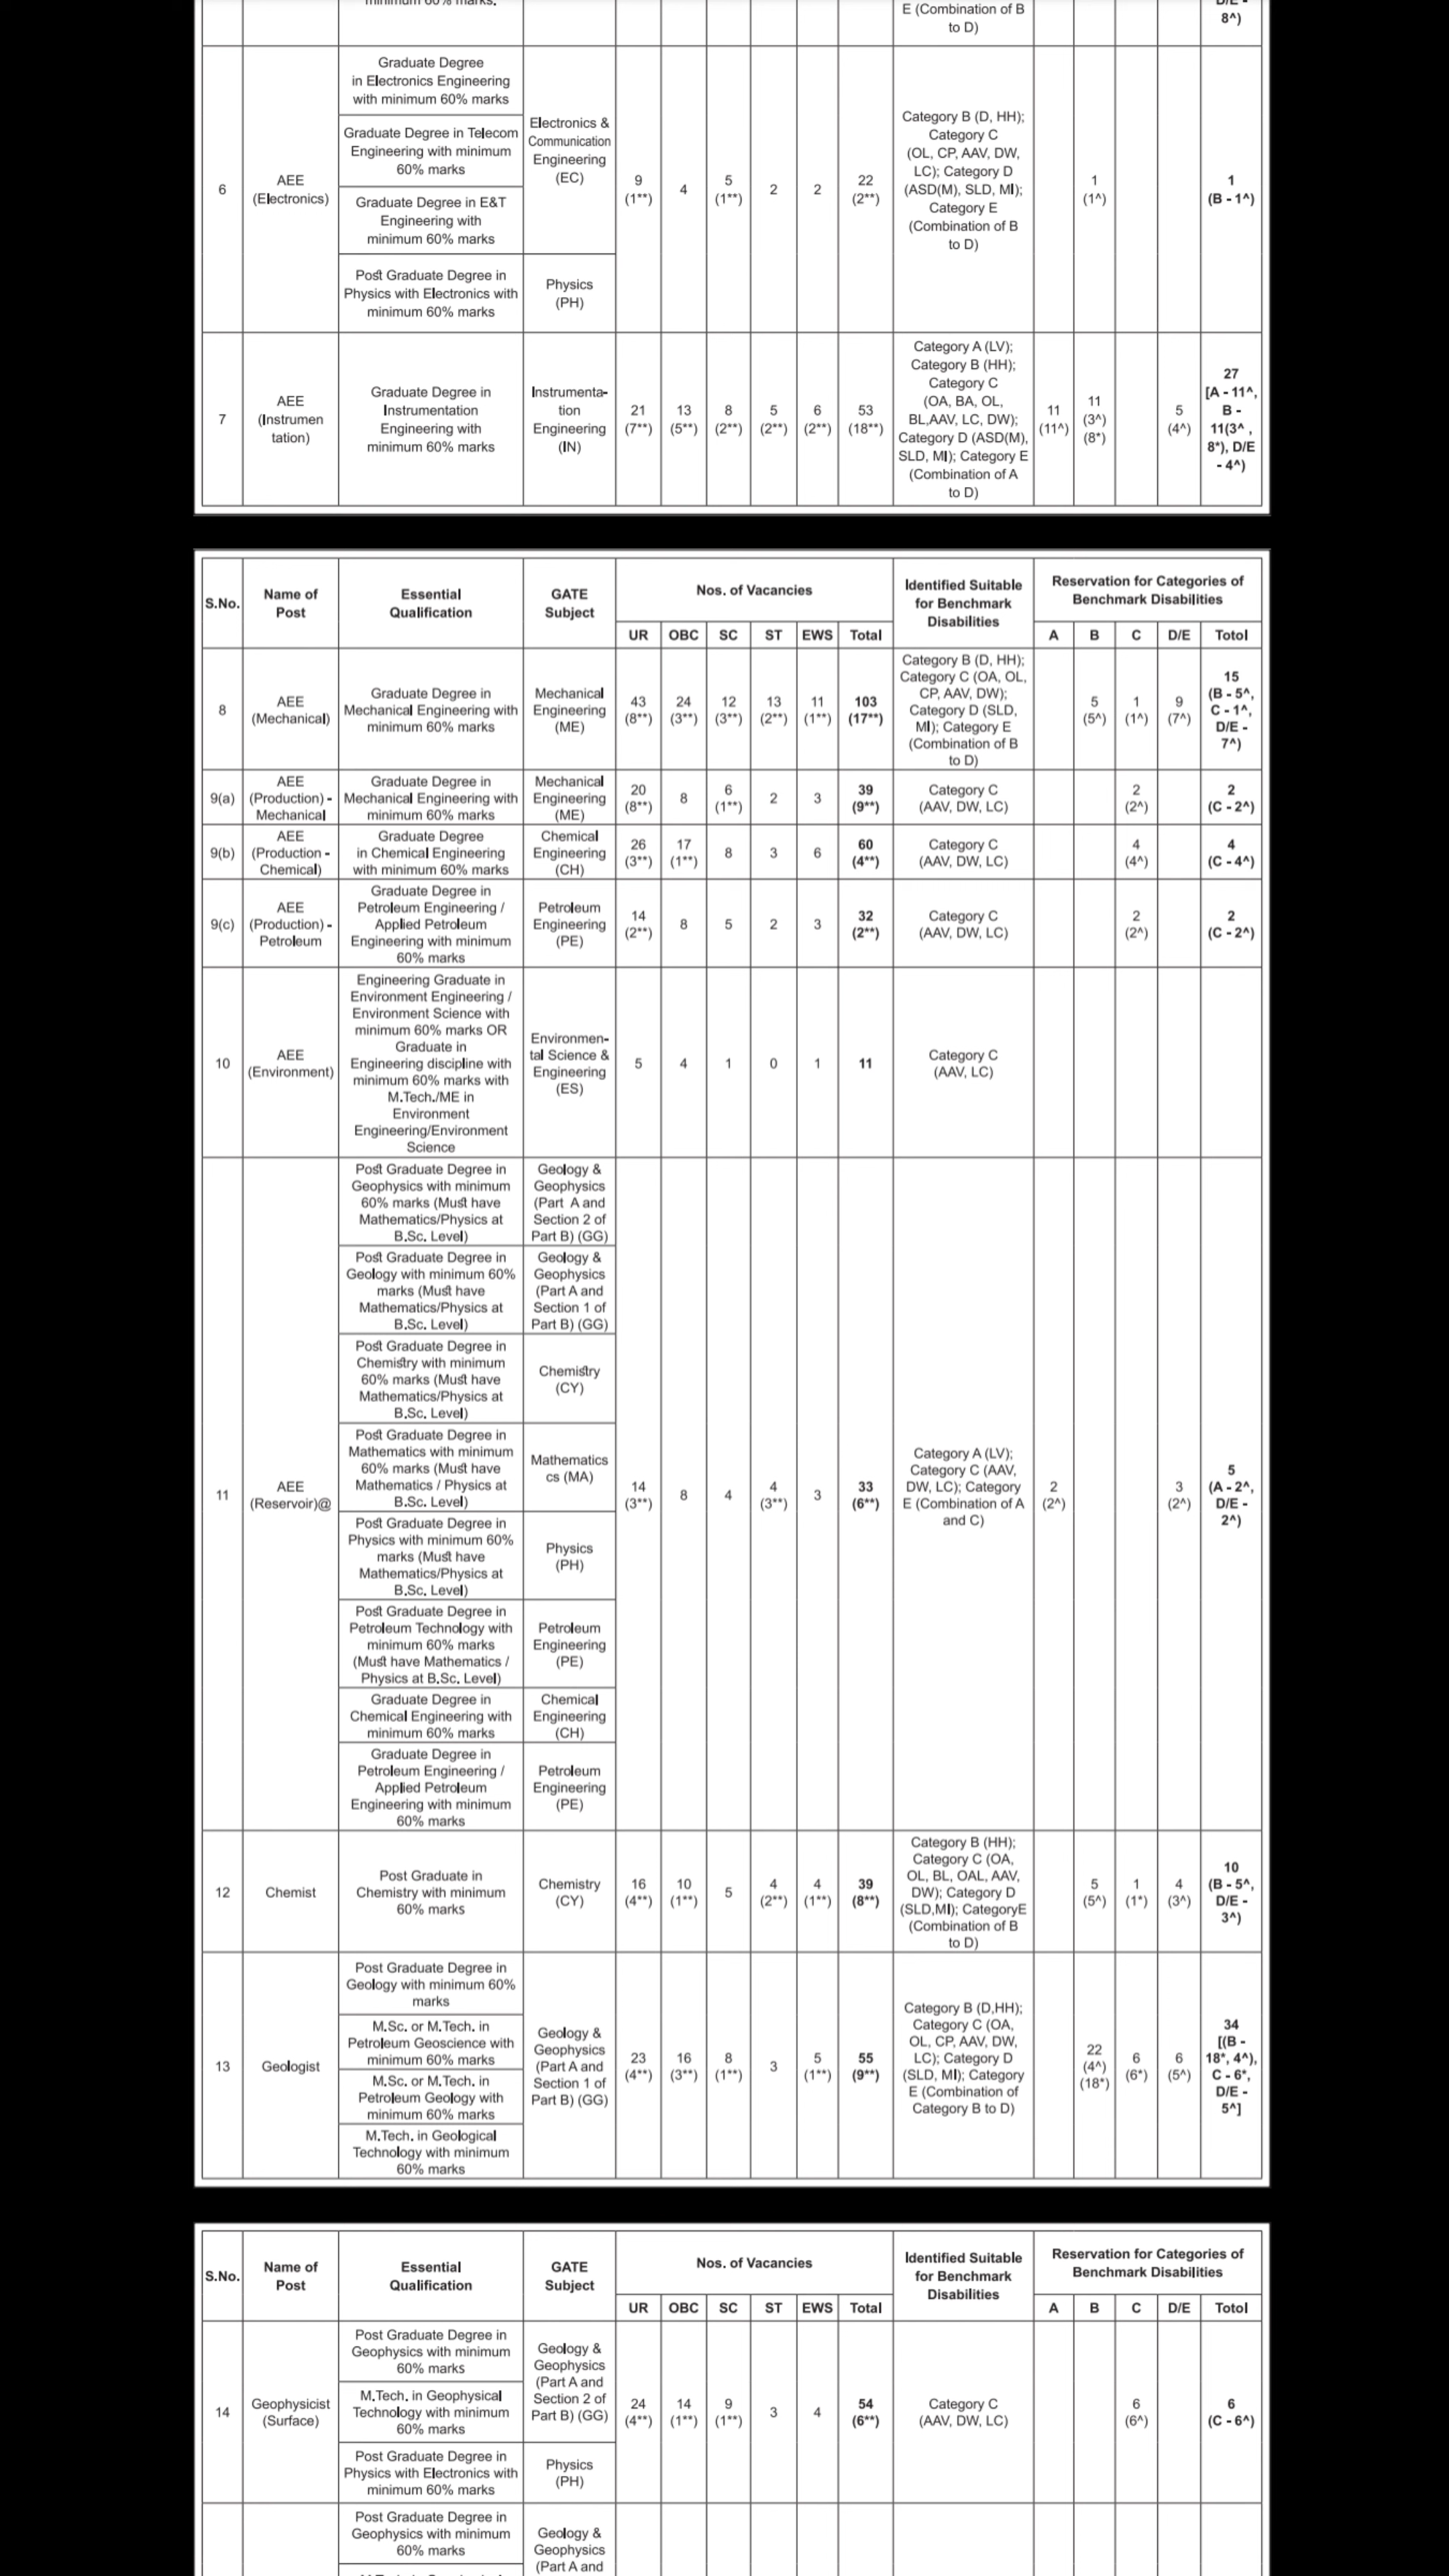 minimum 60% marks.
E (Combination of B
to D)
D/E -
8^)
6
AEE
(Electronics)
Graduate Degree
in Electronics Engineering
with minimum 60% marks
Graduate Degree in Telecom
Engineering with minimum
60% marks
Graduate Degree in E&T
Engineering with
minimum 60% marks
Post Graduate Degree in
Physics with Electronics with
minimum 60% marks
Electronics &
Communication
Engineering
(EC)
Physics
(PH)
9
(1**)
4
5
(1**)
2
2
22
(2**)
Category B (D, HH);
Category C
(OL, CP, AAV, DW,
LC); Category D
(ASD(M), SLD, MI);
Category E
(Combination of B
to D)
1
(1^)
1
(B - 1^)
7
AEE
(Instrumen
tation)
Graduate Degree in
Instrumentation
Engineering with
minimum 60% marks
Instrumenta-
tion
Engineering
(IN)
21
(7**)
13
(5**)
8
(2**)
5
(2**)
6
(2**)
53
(18**)
Category A (LV);
Category B (HH);
Category C
(OA, BA, OL,
BL,AAV, LC, DW);
Category D (ASD(M),
SLD, MI); Category E
(Combination of A
to D)
11
(11^)
11
(3^)
(8*)
5
(4^)
27
[A - 11^,
B -
11(3^ ,
8*), D/E
- 4^)
S.No.
Name of
Post
Essential
Qualification
GATE
Subject
Nos. of Vacancies
Identified Suitable
for Benchmark
Disabilities
Reservation for Categories of
Benchmark Disabilities
UR OBC SC ST EWS Total
A B C D/E Totol
8
AEE
(Mechanical)
Graduate Degree in
Mechanical Engineering with
minimum 60% marks
Mechanical
Engineering
(ME)
43
(8**)
24
(3**)
12
(3**)
13
(2**)
11
(1**)
103
(17**)
Category B (D, HH);
Category C (OA, OL,
CP, AAV, DW);
Category D (SLD,
MI); Category E
(Combination of B
to D)
5
(5^)
1
(1^)
9
(7^)
15
(B - 5^,
C - 1^,
D/E -
7^)
9(a)
AEE
(Production) -
Mechanical
Graduate Degree in
Mechanical Engineering with
minimum 60% marks
Mechanical
Engineering
(ME)
20
(8**)
8
6
(1**)
2
3
39
(9**)
Category C
(AAV, DW, LC)
2
(2^)
2
(C - 2^)
9(b)
AEE
(Production -
Chemical)
Graduate Degree
in Chemical Engineering
with minimum 60% marks
Chemical
Engineering
(CH)
26
(3**)
17
(1**)
8
3
6
60
(4**)
Category C
(AAV, DW, LC)
4
(4^)
4
(C - 4^)
9(c)
AEE
(Production) -
Petroleum
Graduate Degree in
Petroleum Engineering /
Applied Petroleum
Engineering with minimum
60% marks
Petroleum
Engineering
(PE)
14
(2**)
8
5
2
3
32
(2**)
Category C
(AAV, DW, LC)
2
(2^)
2
(C - 2^)
10
AEE
(Environment)
Engineering Graduate in
Environment Engineering /
Environment Science with
minimum 60% marks OR
Graduate in
Engineering discipline with
minimum 60% marks with
M.Tech./ME in
Environment
Engineering/Environment
Science
Environmen-
tal Science &
Engineering
(ES)
5
4
1
0
1
11
Category C
(AAV, LC)
11
AEE
(Reservoir)@
Post Graduate Degree in
Geophysics with minimum
60% marks (Must have
Mathematics/Physics at
B.Sc. Level)
Geology &
Geophysics
(Part A and
Section 2 of
Part B) (GG)
Post Graduate Degree in
Geology with minimum 60%
marks (Must have
Mathematics/Physics at
B.Sc. Level)
Geology &
Geophysics
(Part A and
Section 1 of
Part B) (GG)
Post Graduate Degree in
Chemistry with minimum
60% marks (Must have
Mathematics/Physics at
B.Sc. Level)
Chemistry
(CY)
Post Graduate Degree in
Mathematics with minimum
60% marks (Must have
Mathematics / Physics at
B.Sc. Level)
Mathematics
cs (MA)
Post Graduate Degree in
Physics with minimum 60%
marks (Must have
Mathematics/Physics at
B.Sc. Level)
Physics
(PH)
Post Graduate Degree in
Petroleum Technology with
minimum 60% marks
(Must have Mathematics /
Physics at B.Sc. Level)
Petroleum
Engineering
(PE)
Graduate Degree in
Chemical Engineering with
minimum 60% marks
Chemical
Engineering
(CH)
Graduate Degree in
Petroleum Engineering /
Applied Petroleum
Engineering with minimum
60% marks
Petroleum
Engineering
(PE)
14
(3**)
8
4
4
(3**)
3
33
(6**)
Category A (LV);
Category C (AAV,
DW, LC); Category
E (Combination of A
and C)
2
(2^)
3
(2^)
5
(A - 2^,
D/E -
2^)
12
Chemist
Post Graduate in
Chemistry with minimum
60% marks
Chemistry
(CY)
16
(4**)
10
(1**)
5
4
(2**)
4
(1**)
39
(8**)
Category B (HH);
Category C (OA,
OL, BL, OAL, AAV,
DW); Category D
(SLD,MI); CategoryE
(Combination of B
to D)
5
(5^)
1
(1*)
4
(3^)
10
(B - 5^,
D/E -
3^)
13
Geologist
Post Graduate Degree in
Geology with minimum 60%
marks
M.Sc. or M.Tech. in
Petroleum Geoscience with
minimum 60% marks
M.Sc. or M.Tech. in
Petroleum Geology with
minimum 60% marks
M.Tech. in Geological
Technology with minimum
60% marks
Geology &
Geophysics
(Part A and
Section 1 of
Part B) (GG)
23
(4**)
16
(3**)
8
(1**)
3
5
(1**)
55
(9**)
Category B (D,HH);
Category C (OA,
OL, CP, AAV, DW,
LC); Category D
(SLD, MI); Category
E (Combination of
Category B to D)
22
(4^)
(18*)
6
(6*)
6
(5^)
34
[(B -
18*, 4^),
C - 6*,
D/E -
5^]
S.No.
Name of
Post
Essential
Qualification
GATE
Subject
Nos. of Vacancies
Identified Suitable
for Benchmark
Disabilities
Reservation for Categories of
Benchmark Disabilities
UR OBC SC ST EWS Total
A B C D/E Totol
14
Geophysicist
(Surface)
Post Graduate Degree in
Geophysics with minimum
60% marks
M.Tech. in Geophysical
Technology with minimum
60% marks
Geology &
Geophysics
(Part A and
Section 2 of
Part B) (GG)
Post Graduate Degree in
Physics with Electronics with
minimum 60% marks
Physics
(PH)
24
(4**)
14
(1**)
9
(1**)
3
4
54
(6**)
Category C
(AAV, DW, LC)
6
(6^)
6
(C - 6^)
Post Graduate Degree in
Geophysics with minimum
60% marks
Geology &
Geophysics
(Part A and